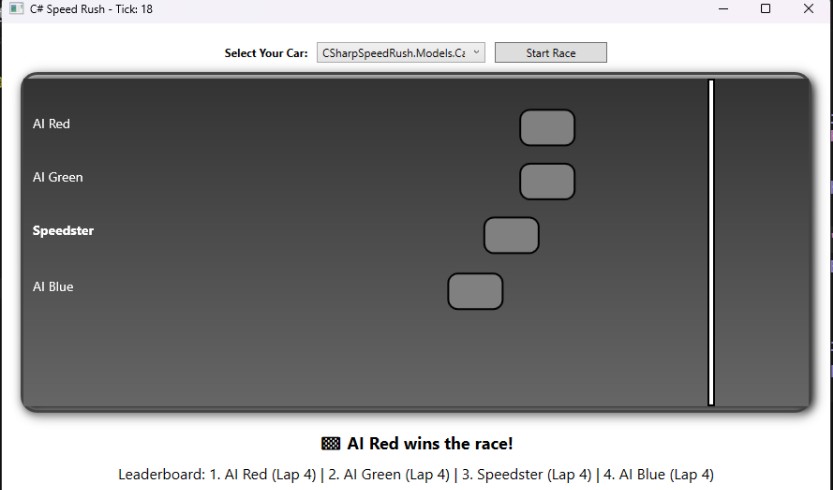 C# Speed Rush - Tick: 18
Select Your Car: CSharpSpeedRush.Models.Ca Start Race
AI Red
AI Green
Speedster
AI Blue
🏁 AI Red wins the race!
Leaderboard: 1. AI Red (Lap 4) | 2. AI Green (Lap 4) | 3. Speedster (Lap 4) | 4. AI Blue (Lap 4)